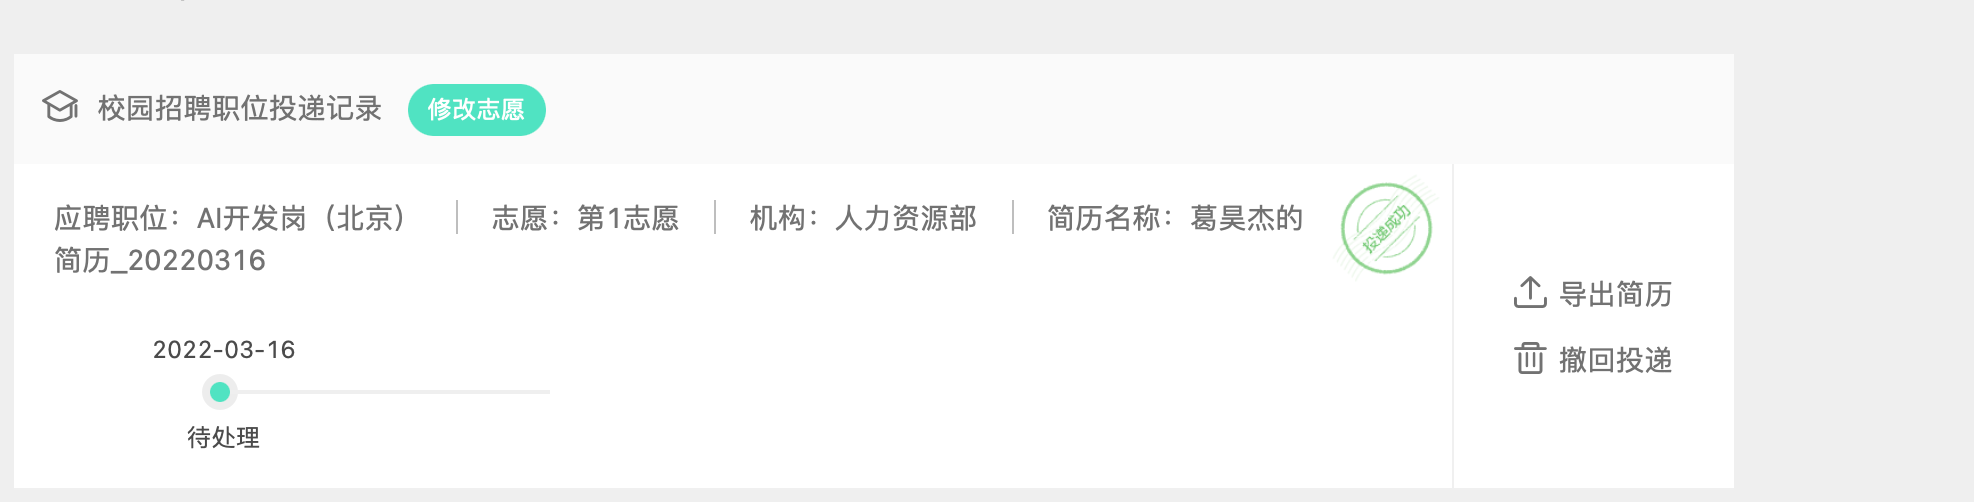 校园招聘职位投递记录 修改志愿
应聘职位：AI开发岗（北京） 志愿：第1志愿 机构：人力资源部 简历名称：葛昊杰的
简历_20220316
投递成功
导出简历
撤回投递
2022-03-16
待处理